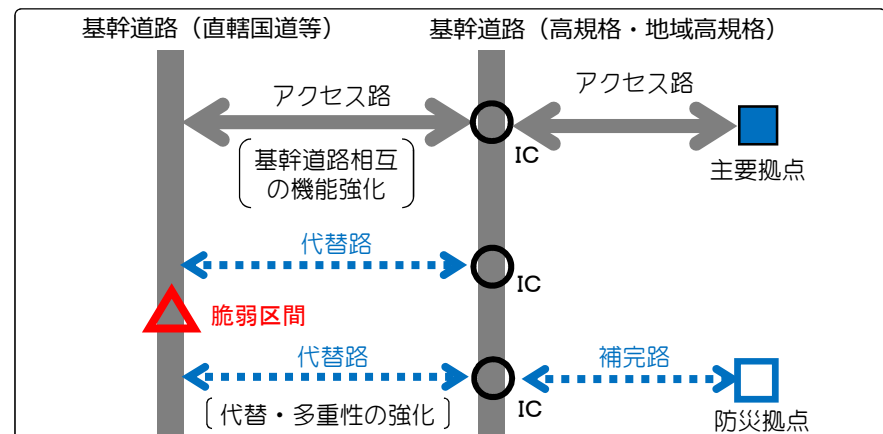 基幹道路（直轄国道等）
基幹道路（高規格・地域高規格）
アクセス路
アクセス路
IC
基幹道路相互
の機能強化
主要拠点
代替路
IC
脆弱区間
代替路
補完路
IC
代替・多重性の強化
防災拠点